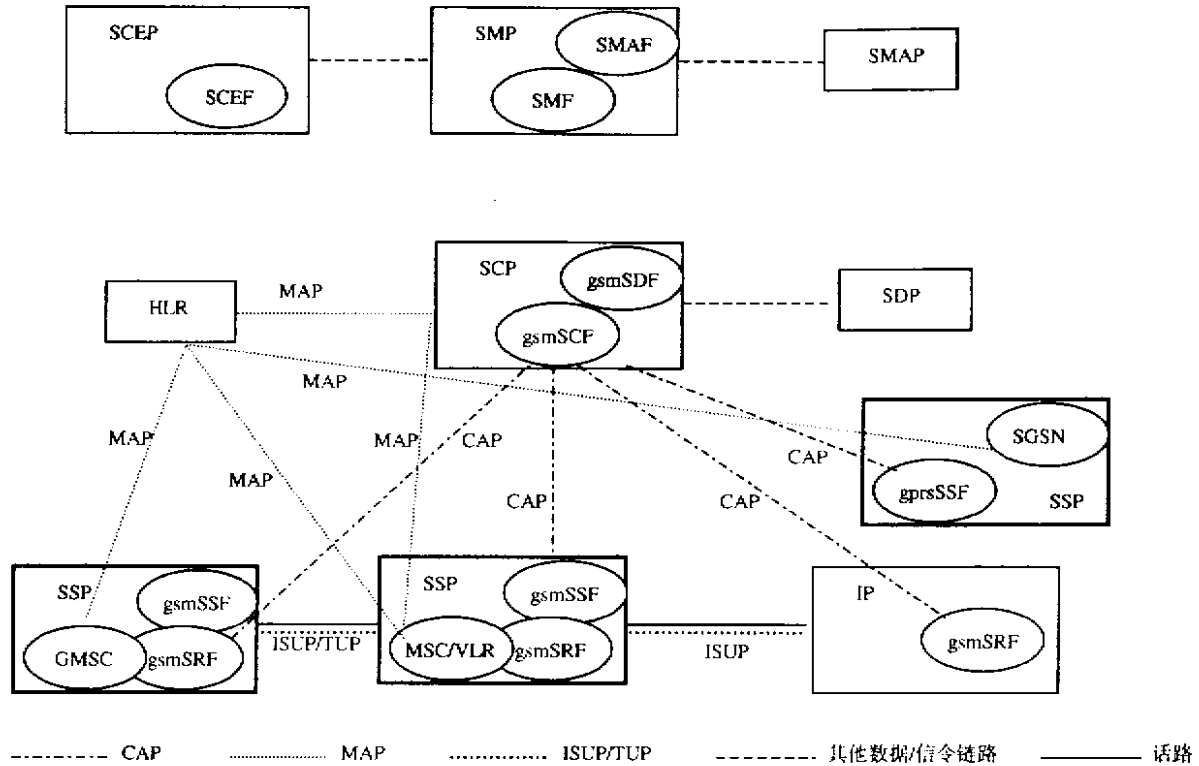 SCEP
SCEF
SMP
SMAF
SMF
SMAP
SCP
gsmSDF
gsmSCF
SDP
HLR
MAP
MAP
MAP
MAP
MAP
CAP
CAP
CAP
CAP
SGSN
gprsSSF
SSP
SSP
gsmSSF
GMSC
gsmSRF
ISUP/TUP
SSP
gsmSSF
MSC/VLR
gsmSRF
ISUP
IP
gsmSRF
CAP MAP ISUP/TUP 其他数据/信令链路 话路